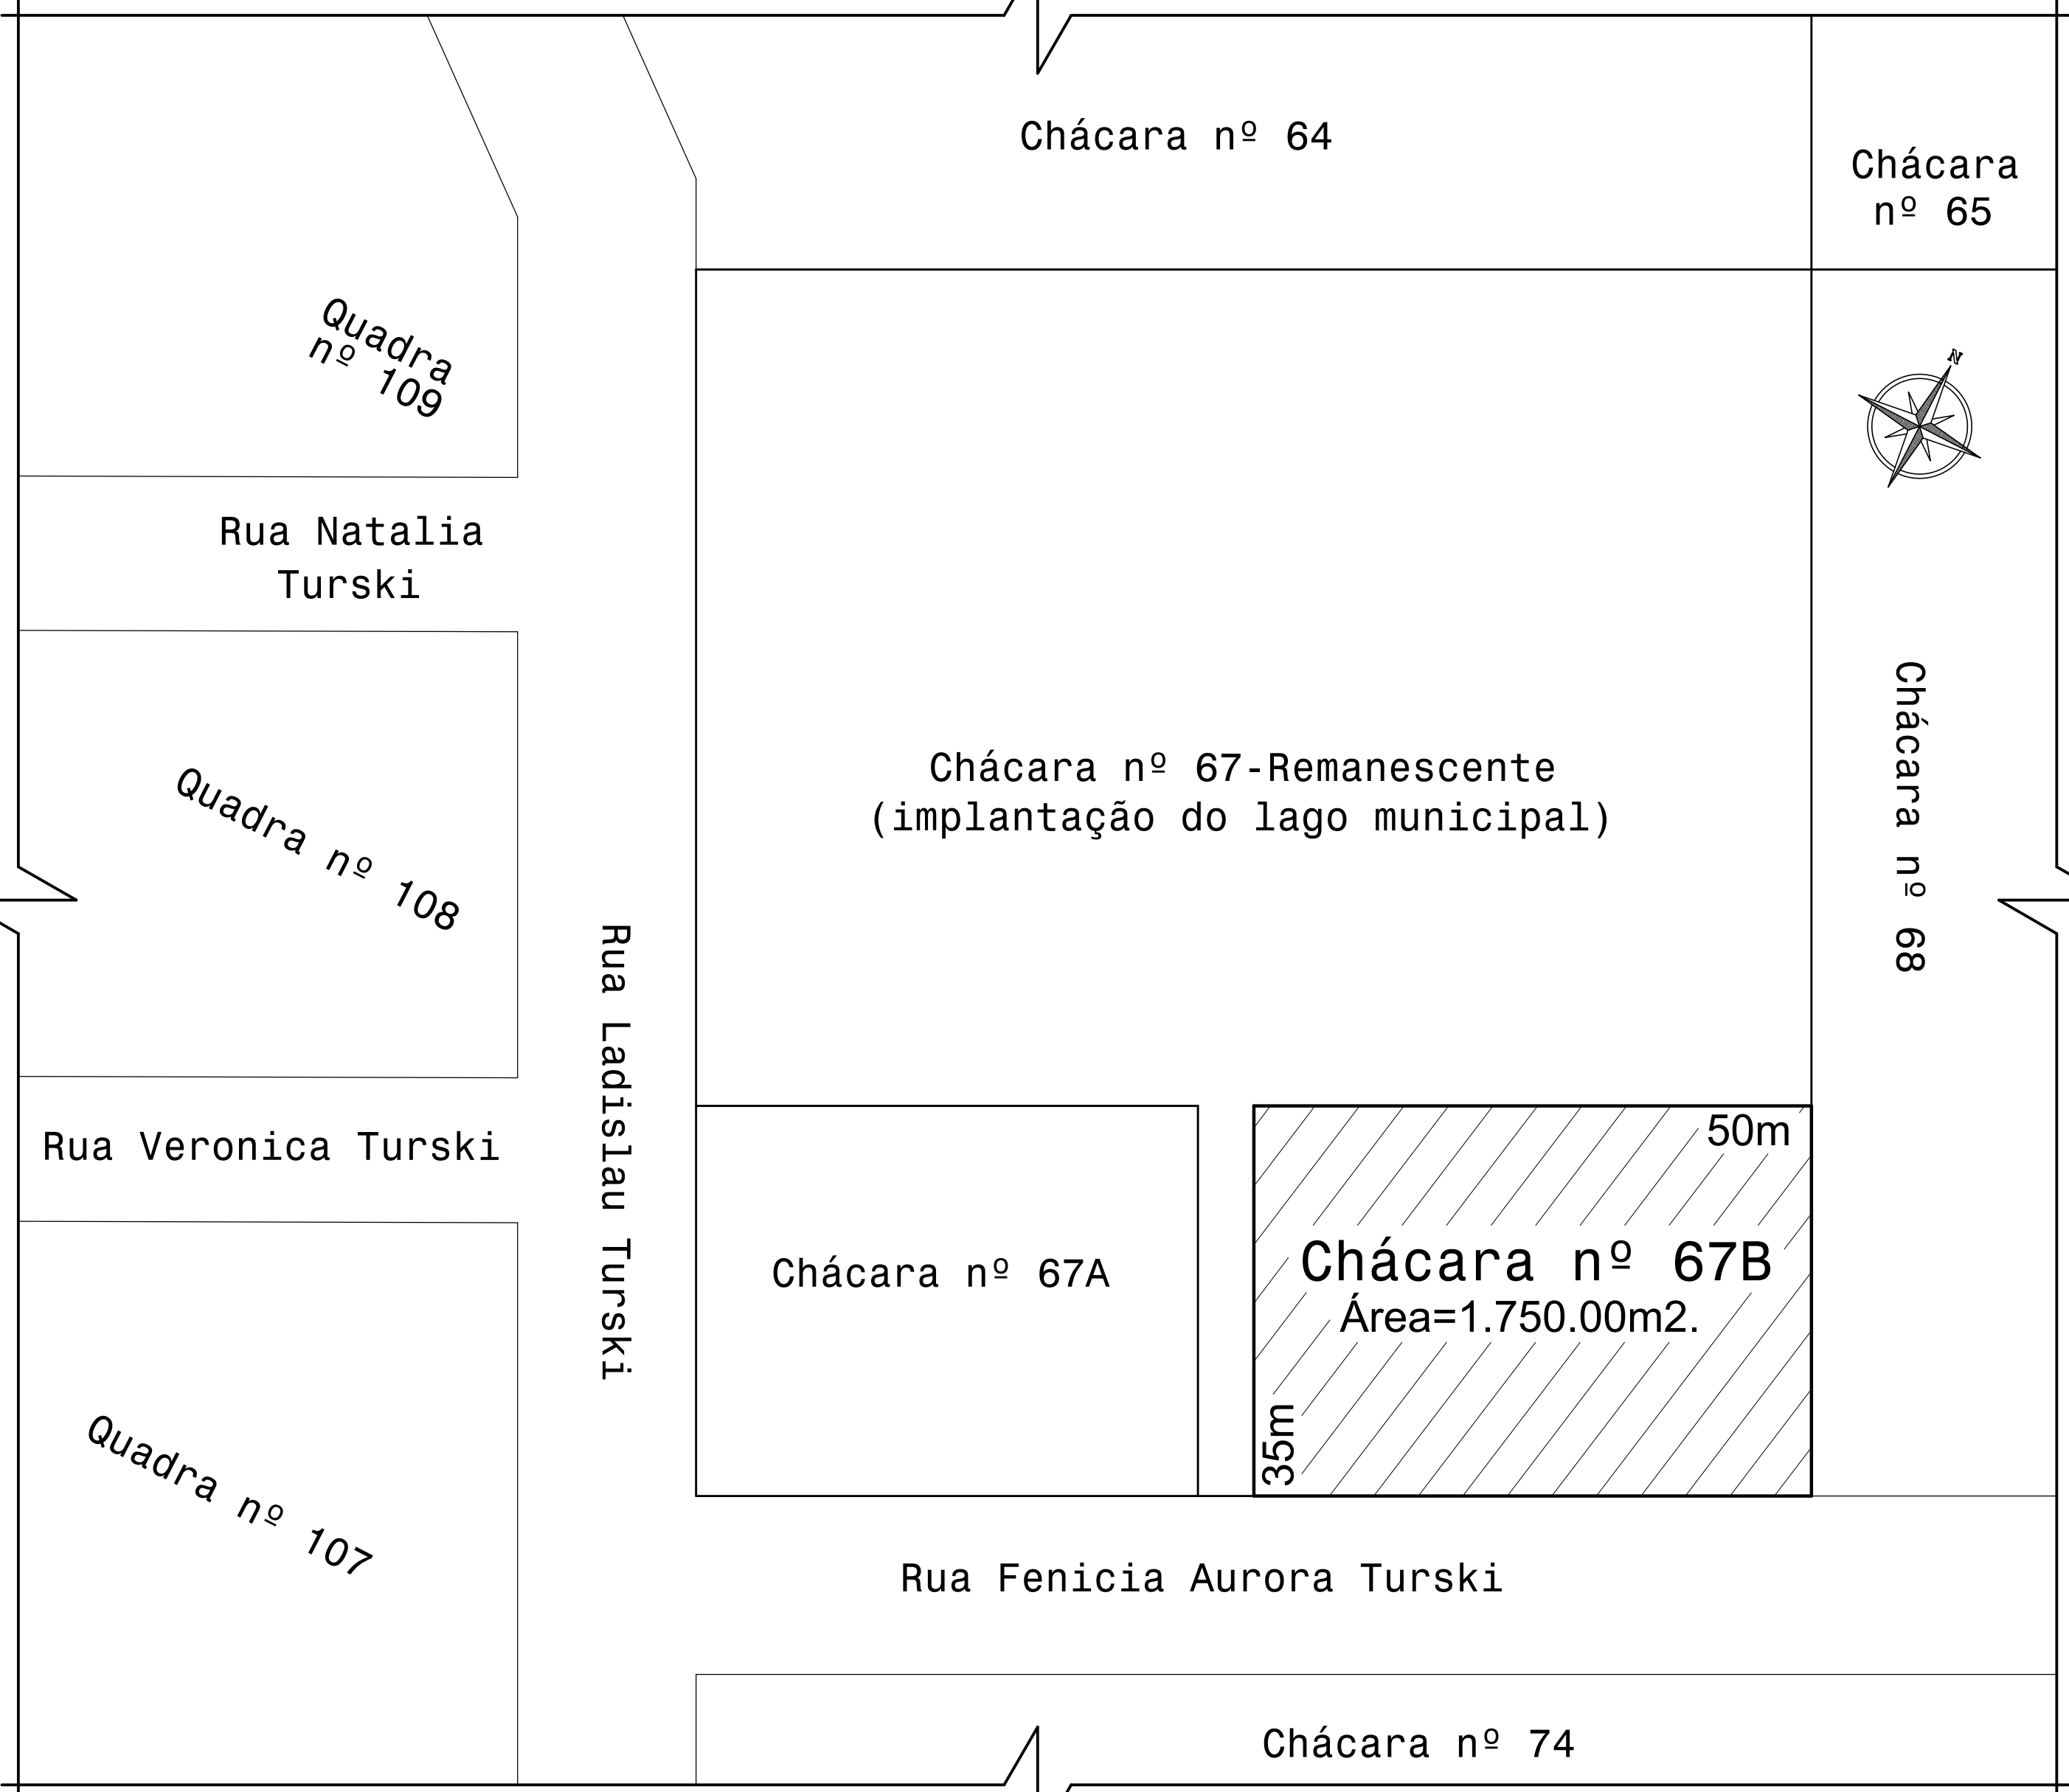 Chácara nº 64
Chácara
nº 65
N
Quadra
nº 109
Rua Natalia
Turski
Chácara nº 68
Chácara nº 67-Remanescente
(implantação do lago municipal)
Quadra nº 108
Rua Ladislau Turski
Rua Veronica Turski
50m
Chácara nº 67B
Área=1.750.00m2.
35m
Chácara nº 67A
Quadra nº 107
Rua Fenicia Aurora Turski
Chácara nº 74